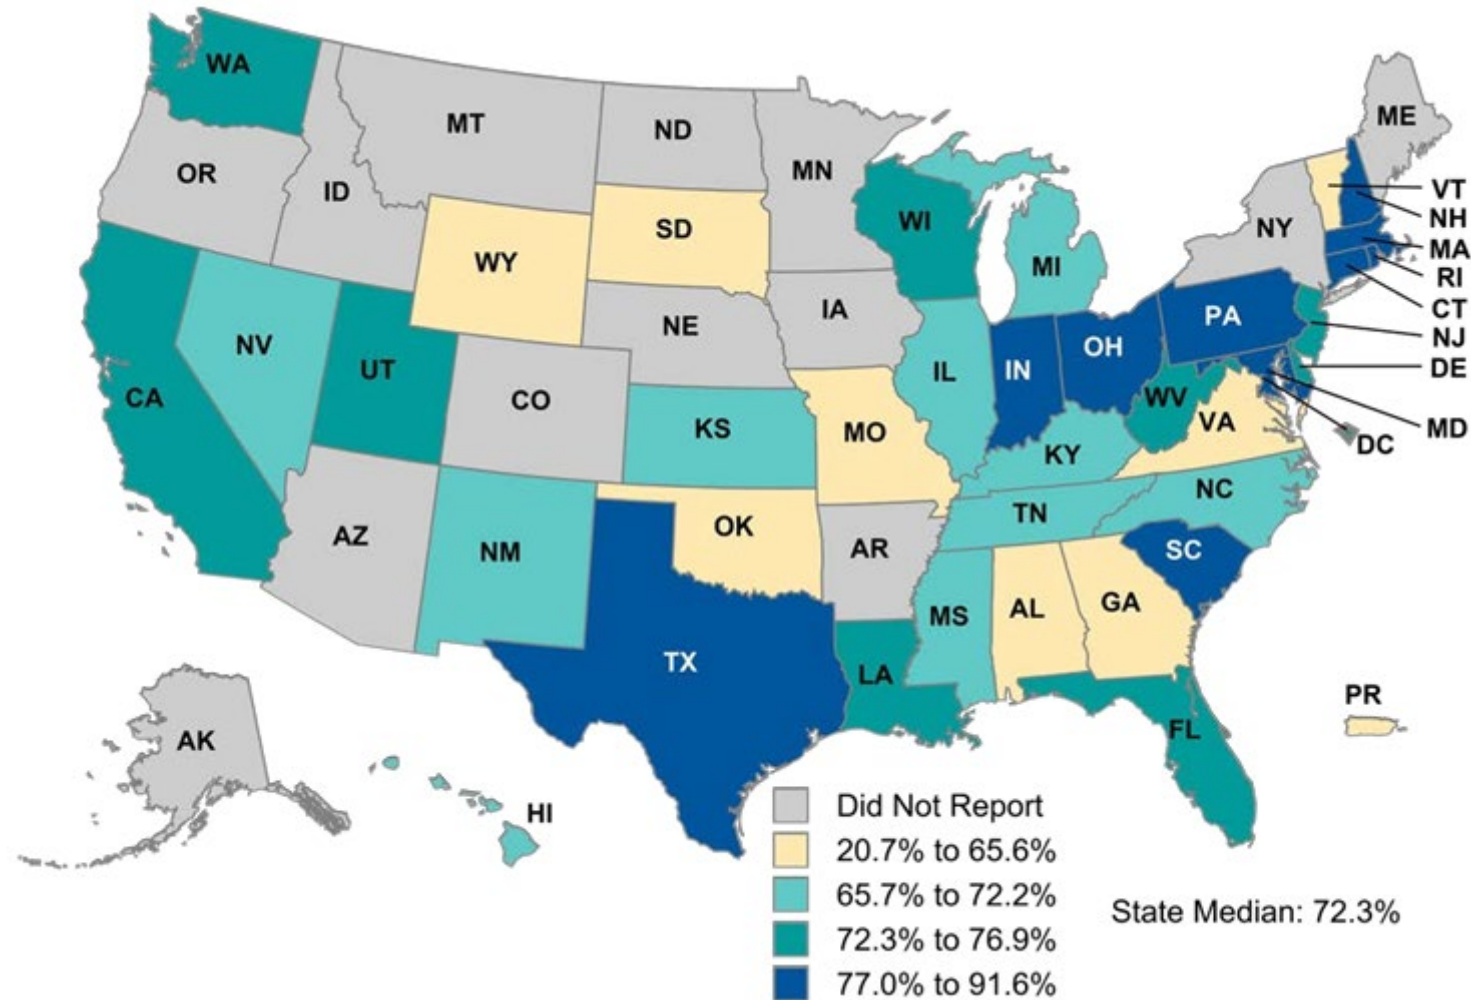 WA
MT
ND
MN
ME
OR
ID
WY
SD
WI
MI
NY
VT
NH
MA
RI
CT
NJ
DE
MD
DC
NV
UT
CO
NE
IA
IL
IN
OH
PA
CA
KS
MO
KY
WV
VA
AZ
NM
OK
AR
TN
NC
SC
TX
LA
MS
AL
GA
FL
PR
AK
HI
Did Not Report
20.7% to 65.6%
65.7% to 72.2%
72.3% to 76.9%
77.0% to 91.6%
State Median: 72.3%